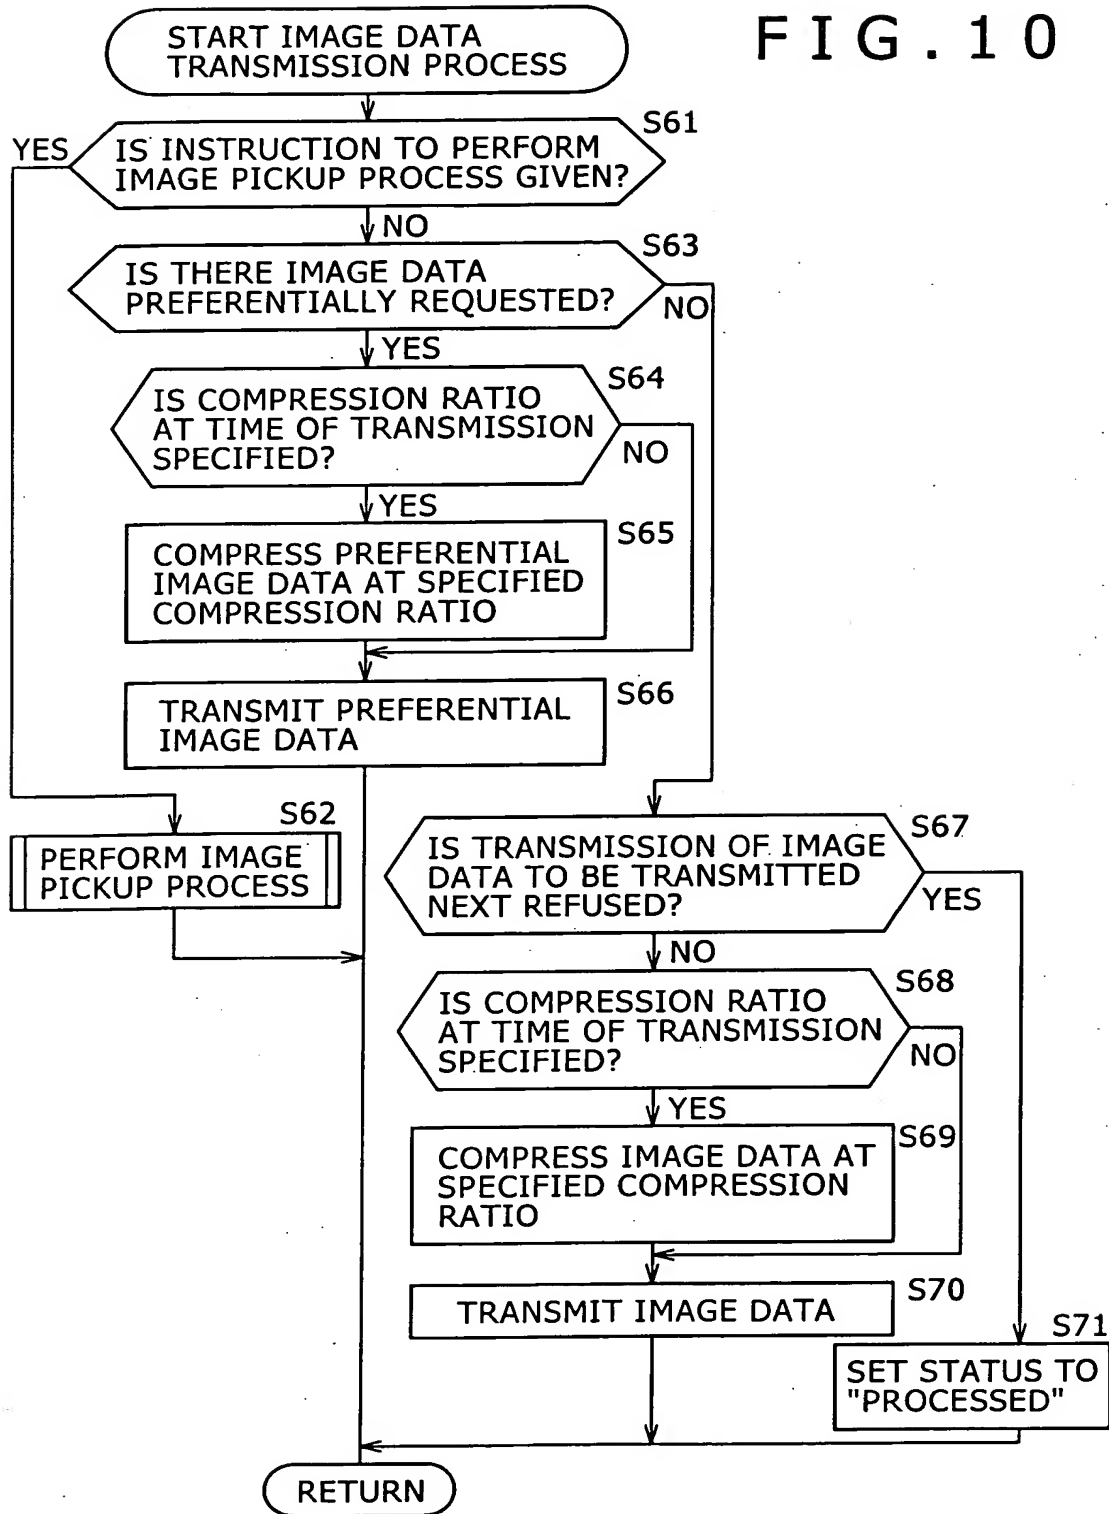 FIG.10
START IMAGE DATA
TRANSMISSION PROCESS
S61
YES
IS INSTRUCTION TO PERFORM
IMAGE PICKUP PROCESS GIVEN?
NO
S63
IS THERE IMAGE DATA
PREFERENTIALLY REQUESTED?
NO
YES
S64
IS COMPRESSION RATIO
AT TIME OF TRANSMISSION
SPECIFIED?
NO
YES
S65
COMPRESS PREFERENTIAL
IMAGE DATA AT SPECIFIED
COMPRESSION RATIO
S66
TRANSMIT PREFERENTIAL
IMAGE DATA
S62
PERFORM IMAGE
PICKUP PROCESS
S67
IS TRANSMISSION OF IMAGE
DATA TO BE TRANSMITTED
NEXT REFUSED?
YES
NO
S68
IS COMPRESSION RATIO
AT TIME OF TRANSMISSION
SPECIFIED?
NO
YES
S69
COMPRESS IMAGE DATA AT
SPECIFIED COMPRESSION
RATIO
S70
TRANSMIT IMAGE DATA
S71
SET STATUS TO
"PROCESSED"
RETURN